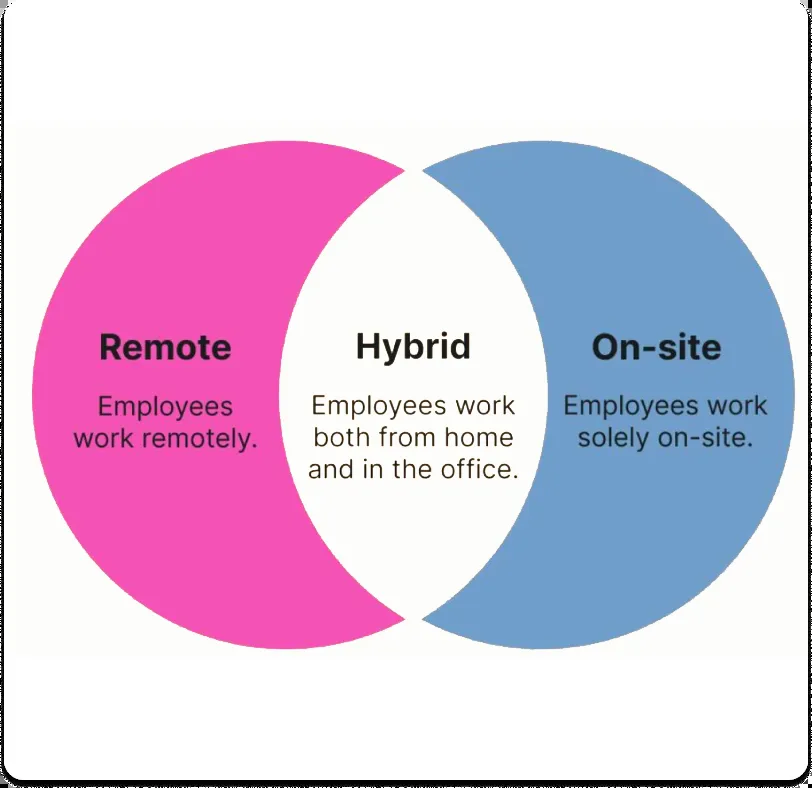 Remote
Employees
work remotely.
Hybrid
Employees work
both from home
and in the office.
On-site
Employees work
solely on-site.